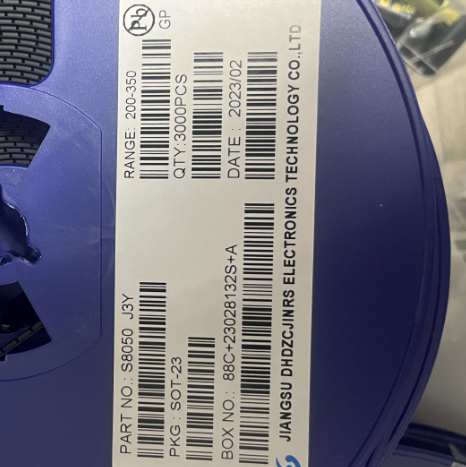 PART NO.: S8050 J3Y
RANGE: 200-350
Pb
GP
PKG : SOT-23
QTY:3000PCS
BOX NO.: 88C+23028132S+A
DATE : 2023/02
JIANGSU DHDZCJINRS ELECTRONICS TECHNOLOGY CO.,LTD